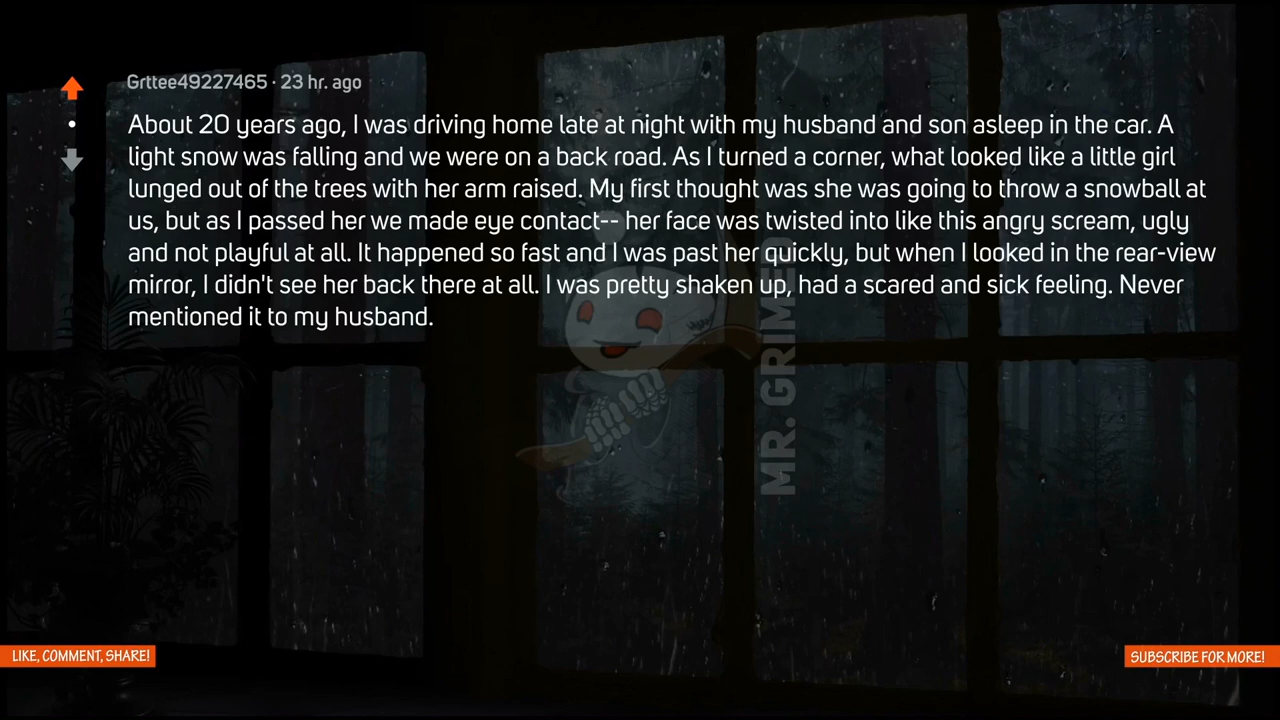 Grttee49227465 · 23 hr. ago
About 20 years ago, I was driving home late at night with my husband and son asleep in the car. A
light snow was falling and we were on a back road. As I turned a corner, what looked like a little girl
lunged out of the trees with her arm raised. My first thought was she was going to throw a snowball at
us, but as I passed her we made eye contact-- her face was twisted into like this angry scream, ugly
and not playful at all. It happened so fast and I was past her quickly, but when I looked in the rear-view
mirror, I didn't see her back there at all. I was pretty shaken up, had a scared and sick feeling. Never
mentioned it to my husband.
MR. GRIMED
LIKE, COMMENT, SHARE!
SUBSCRIBE FOR MORE!